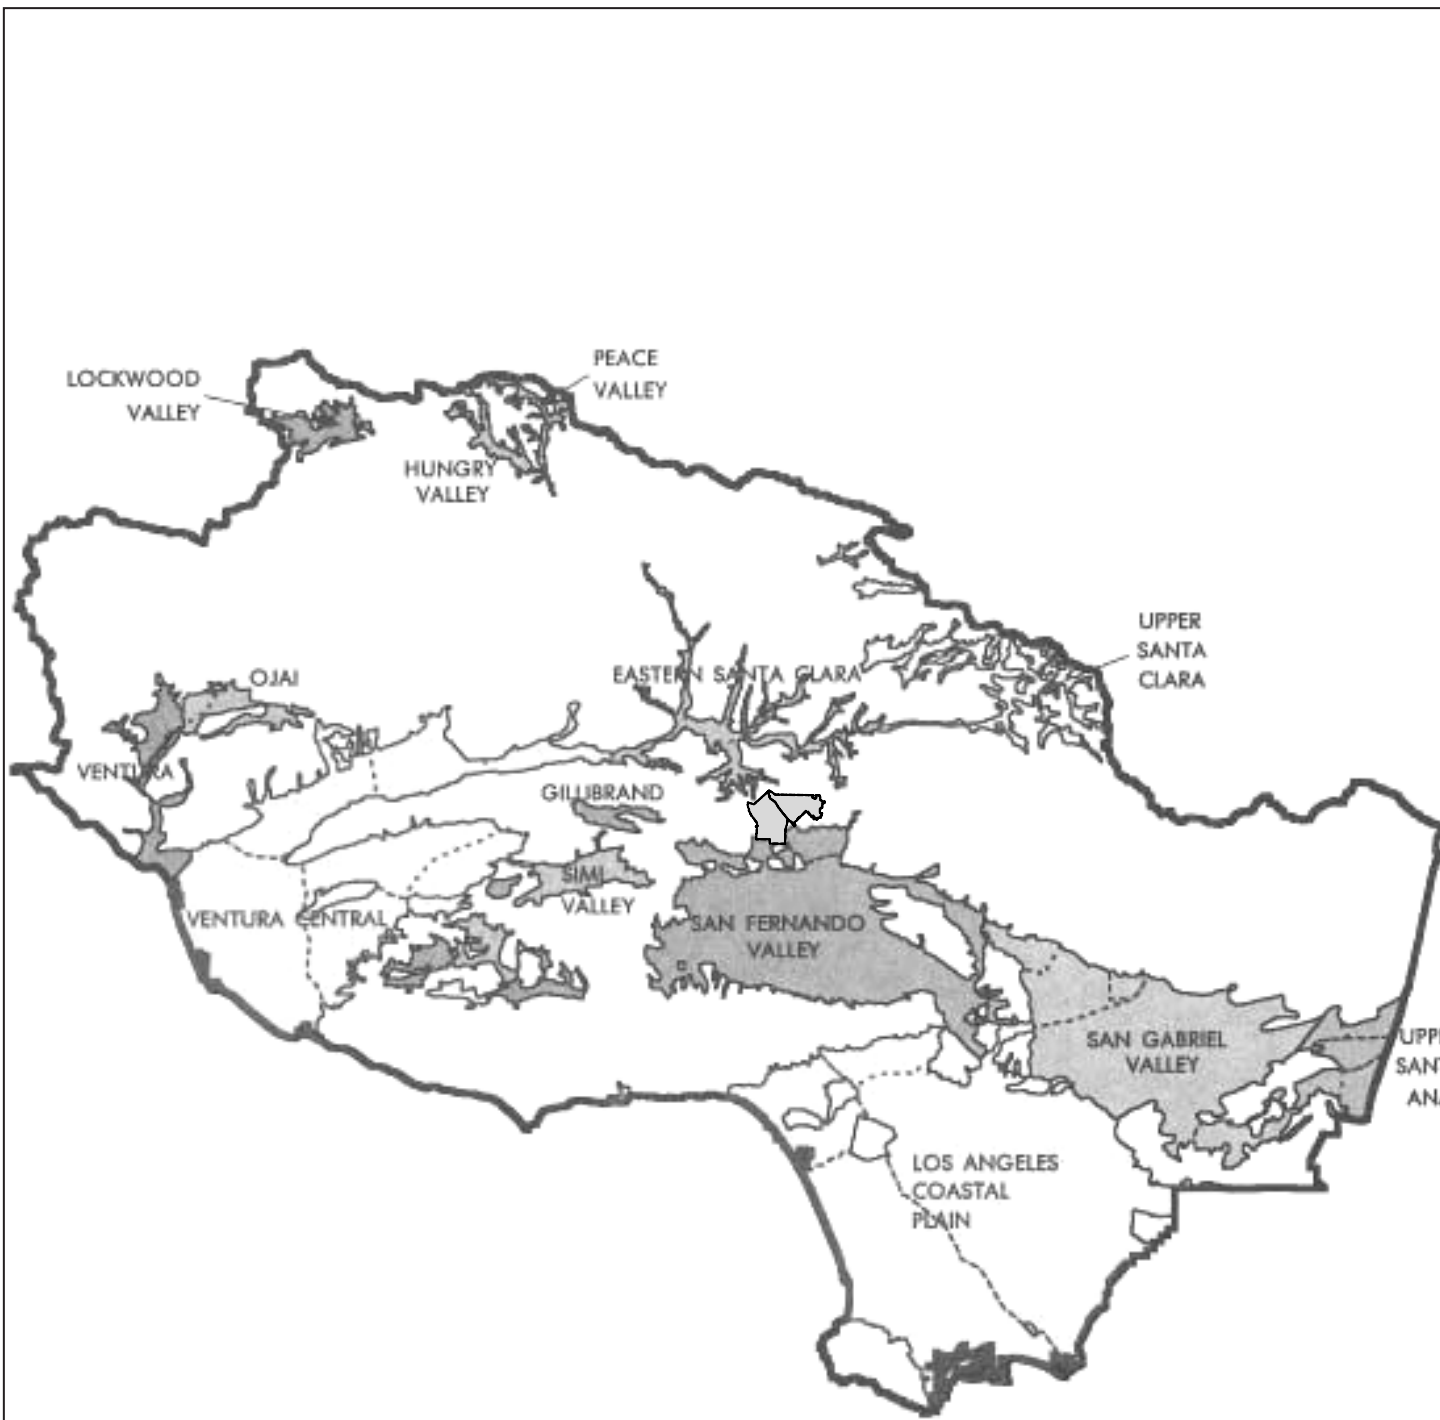 PEACE
VALLEY
LOCKWOOD
VALLEY
HUNGRY
VALLEY
UPPER
SANTA
CLARA
EASTERN SANTA CLARA
OJAI
VENTURA
GILLIBRAND
SIMI
VALLEY
VENTURA CENTRAL
SAN FERNANDO
VALLEY
SAN GABRIEL
VALLEY
LOS ANGELES
COASTAL
PLAIN